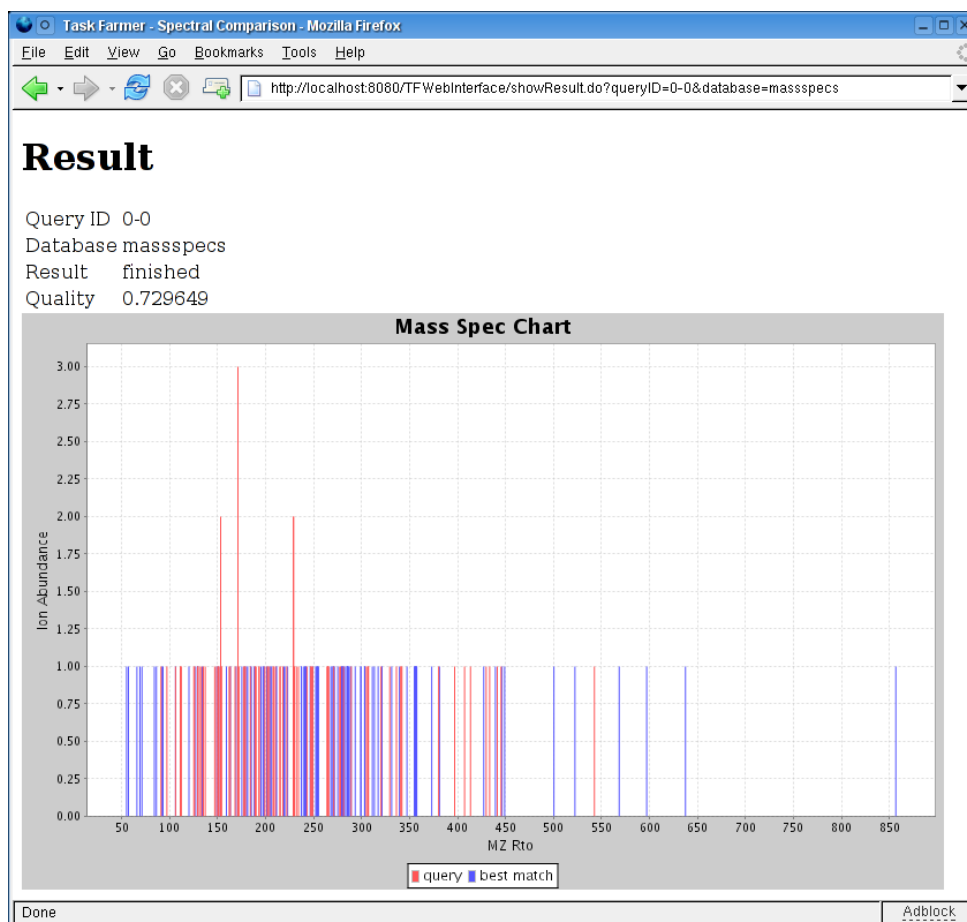 Task Farmer - Spectral Comparison - Mozilla Firefox
File Edit View Go Bookmarks Tools Help
http://localhost:8080/TFWebInterface/showResult.do?queryID=0-0&database=massspecs
Result
Query ID 0-0
Database massspecs
Result finished
Quality 0.729649
Mass Spec Chart
3.00
2.75
2.50
2.25
2.00
1.75
1.50
1.25
1.00
0.75
0.50
0.25
0.00
Ion Abundance
50 100 150 200 250 300 350 400 450 500 550 600 650 700 750 800 850
MZ Rto
query best match
Done Adblock